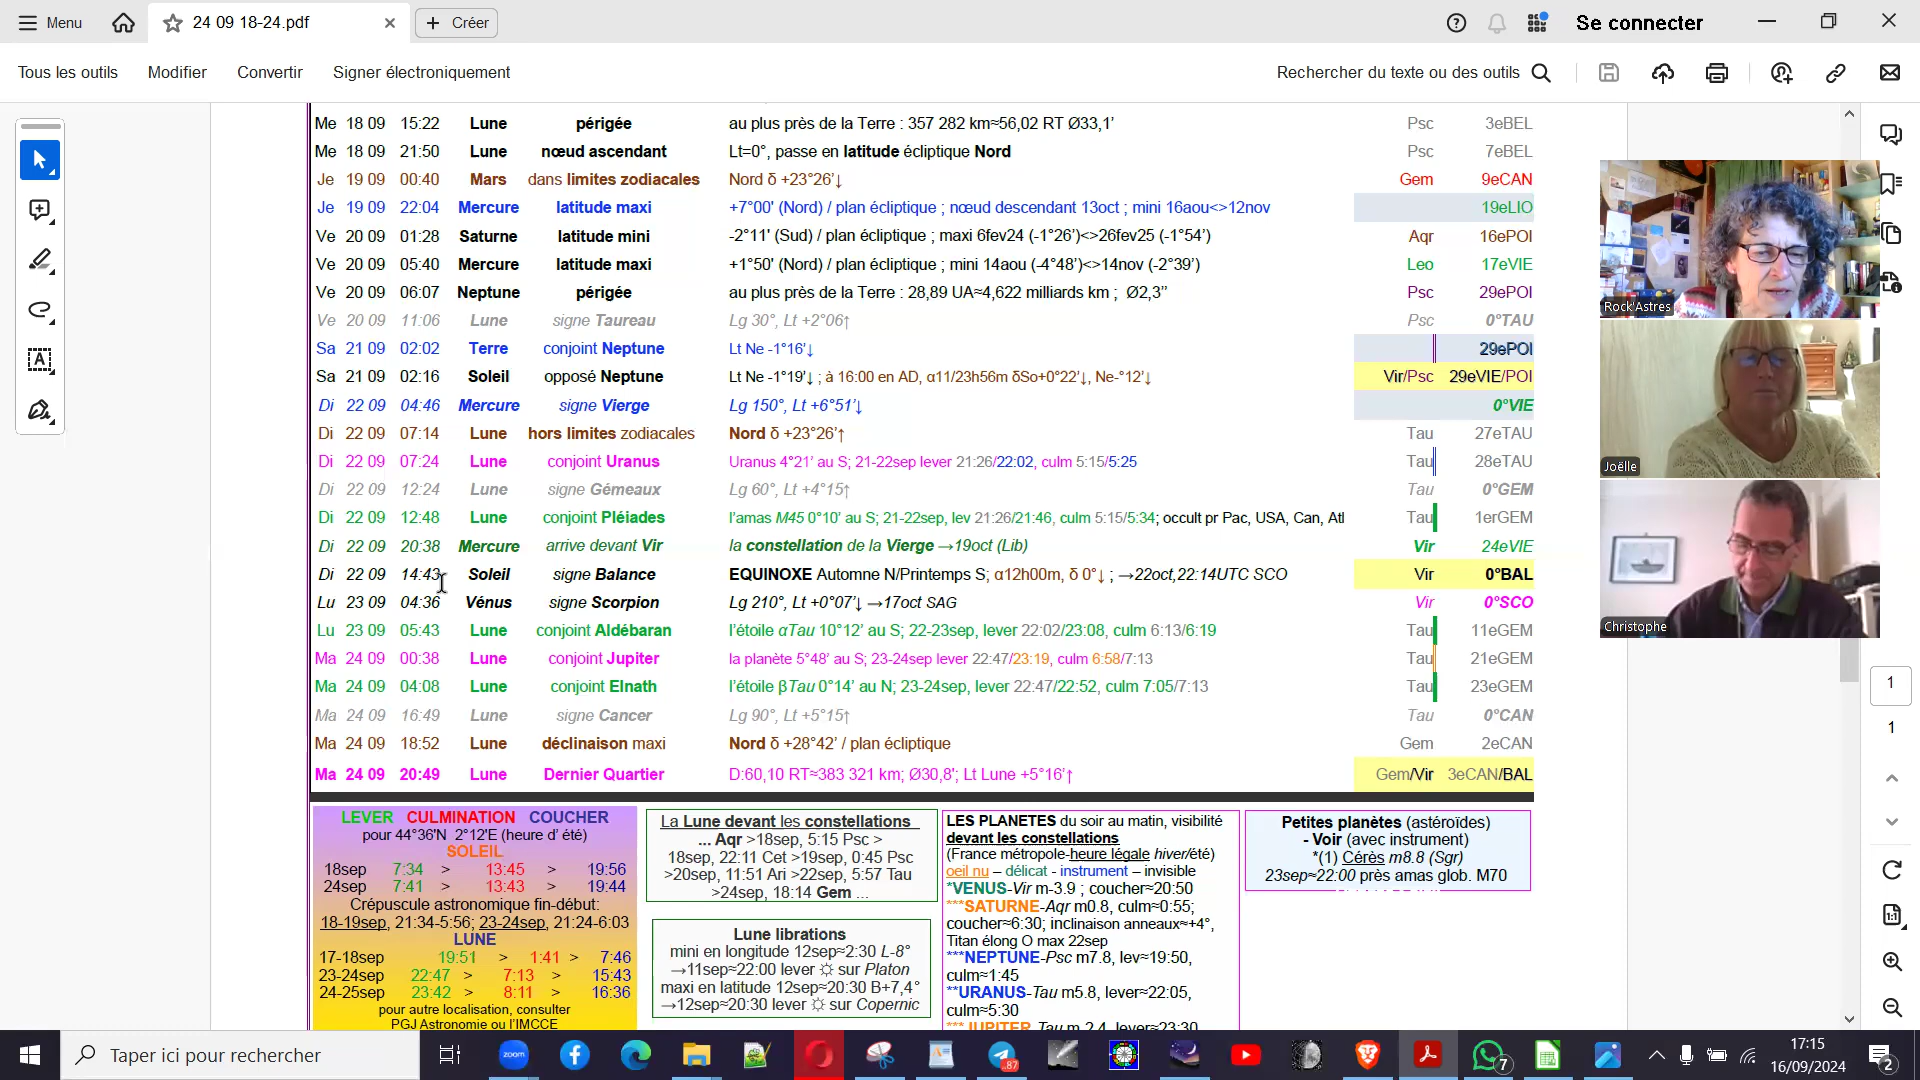 Menu
24 09 18-24.pdf
Créer
Se connecter
Tous les outils Modifier Convertir Signer électroniquement
Rechercher du texte ou des outils
Me 18 09 15:22 Lune périgée au plus près de la Terre : 357 282 km≈56,02 RT Ø33,1’ Psc 3eBEL
Me 18 09 21:50 Lune nœud ascendant Lt=0°, passe en latitude écliptique Nord Psc 7eBEL
Je 19 09 00:40 Mars dans limites zodiacales Nord δ +23°26’↓ Gem 9eCAN
Je 19 09 22:04 Mercure latitude maxi +7°00' (Nord) / plan écliptique ; nœud descendant 13oct ; mini 16aou<>12nov 19eLIO
Ve 20 09 01:28 Saturne latitude mini -2°11' (Sud) / plan écliptique ; maxi 6fev24 (-1°26’)<>26fev25 (-1°54’) Aqr 16ePOI
Ve 20 09 05:40 Mercure latitude maxi +1°50' (Nord) / plan écliptique ; mini 14aou (-4°48’)<>14nov (-2°39’) Leo 17eVIE
Ve 20 09 06:07 Neptune périgée au plus près de la Terre : 28,89 UA≈4,622 milliards km ; Ø2,3’’ Psc 29ePOI
Ve 20 09 11:06 Lune signe Taureau Lg 30°, Lt +2°06↑ Psc 0°TAU
Sa 21 09 02:02 Terre conjoint Neptune Lt Ne -1°16’↓ 29ePOI
Sa 21 09 02:16 Soleil opposé Neptune Lt Ne -1°19’↓ ; à 16:00 en AD, α11/23h56m δSo+0°22’↓, Ne-°12’↓ Vir/Psc 29eVIE/POI
Di 22 09 04:46 Mercure signe Vierge Lg 150°, Lt +6°51’↓ 0°VIE
Di 22 09 07:14 Lune hors limites zodiacales Nord δ +23°26’↑ Tau 27eTAU
Di 22 09 07:24 Lune conjoint Uranus Uranus 4°21’ au S; 21-22sep lever 21:26/22:02, culm 5:15/5:25 Tau 28eTAU
Di 22 09 12:24 Lune signe Gémeaux Lg 60°, Lt +4°15↑ Tau 0°GEM
Di 22 09 12:48 Lune conjoint Pléiades l’amas M45 0°10’ au S; 21-22sep, lev 21:26/21:46, culm 5:15/5:34; occult pr Pac, USA, Can, Atl Tau 1erGEM
Di 22 09 20:38 Mercure arrive devant Vir la constellation de la Vierge →19oct (Lib) Vir 24eVIE
Di 22 09 14:43 Soleil signe Balance EQUINOXE Automne N/Printemps S; α12h00m, δ 0°↓ ; →22oct,22:14UTC SCO Vir 0°BAL
Lu 23 09 04:36 Vénus signe Scorpion Lg 210°, Lt +0°07’↓ →17oct SAG Vir 0°SCO
Lu 23 09 05:43 Lune conjoint Aldébaran l’étoile αTau 10°12’ au S; 22-23sep, lever 22:02/23:08, culm 6:13/6:19 Tau 11eGEM
Ma 24 09 00:38 Lune conjoint Jupiter la planète 5°48’ au S; 23-24sep lever 22:47/23:19, culm 6:58/7:13 Tau 21eGEM
Ma 24 09 04:08 Lune conjoint Elnath l’étoile βTau 0°14’ au N; 23-24sep, lever 22:47/22:52, culm 7:05/7:13 Tau 23eGEM
Ma 24 09 16:49 Lune signe Cancer Lg 90°, Lt +5°15↑ Tau 0°CAN
Ma 24 09 18:52 Lune déclinaison maxi Nord δ +28°42’ / plan écliptique Gem 2eCAN
Ma 24 09 20:49 Lune Dernier Quartier D:60,10 RT≈383 321 km; Ø30,8'; Lt Lune +5°16’↑ Gem/Vir 3eCAN/BAL
LEVER CULMINATION COUCHER
pour 44°36'N 2°12'E (heure d’ été)
SOLEIL
18sep 7:34 > 13:45 > 19:56
24sep 7:41 > 13:43 > 19:44
Crépuscule astronomique fin-début:
18-19sep, 21:34-5:56; 23-24sep, 21:24-6:03
LUNE
17-18sep 19:51 > 1:41 > 7:46
23-24sep 22:47 > 7:13 > 15:43
24-25sep 23:42 > 8:11 > 16:36
pour autre localisation, consulter
PGJ Astronomie ou l’IMCCE
La Lune devant les constellations
... Aqr >18sep, 5:15 Psc >
18sep, 22:11 Cet >19sep, 0:45 Psc
>20sep, 11:51 Ari >22sep, 5:57 Tau
>24sep, 18:14 Gem ...
Lune librations
mini en longitude 12sep≈2:30 L-8°
→11sep≈22:00 lever ☼ sur Platon
maxi en latitude 12sep≈20:30 B+7,4°
→12sep≈20:30 lever ☼ sur Copernic
LES PLANETES du soir au matin, visibilité
devant les constellations
(France métropole-heure légale hiver/été)
oeil nu – délicat - instrument – invisible
*VENUS-Vir m-3.9 ; coucher≈20:50
***SATURNE-Aqr m0.8, culm≈0:55;
coucher≈6:30; inclinaison anneaux≈+4°,
Titan élong O max 22sep
***NEPTUNE-Psc m7.8, lev≈19:50,
culm≈1:45
**URANUS-Tau m5.8, lever≈22:05,
culm≈5:30
*** JUPITER-Tau m-2.4, lever≈23:30
Petites planètes (astéroïdes)
- Voir (avec instrument)
*(1) Cérès m8.8 (Sgr)
23sep≈22:00 près amas glob. M70
Rock'Astres
Joëlle
Christophe
1
1
Taper ici pour rechercher
zoom
87
7
17:15
16/09/2024
2